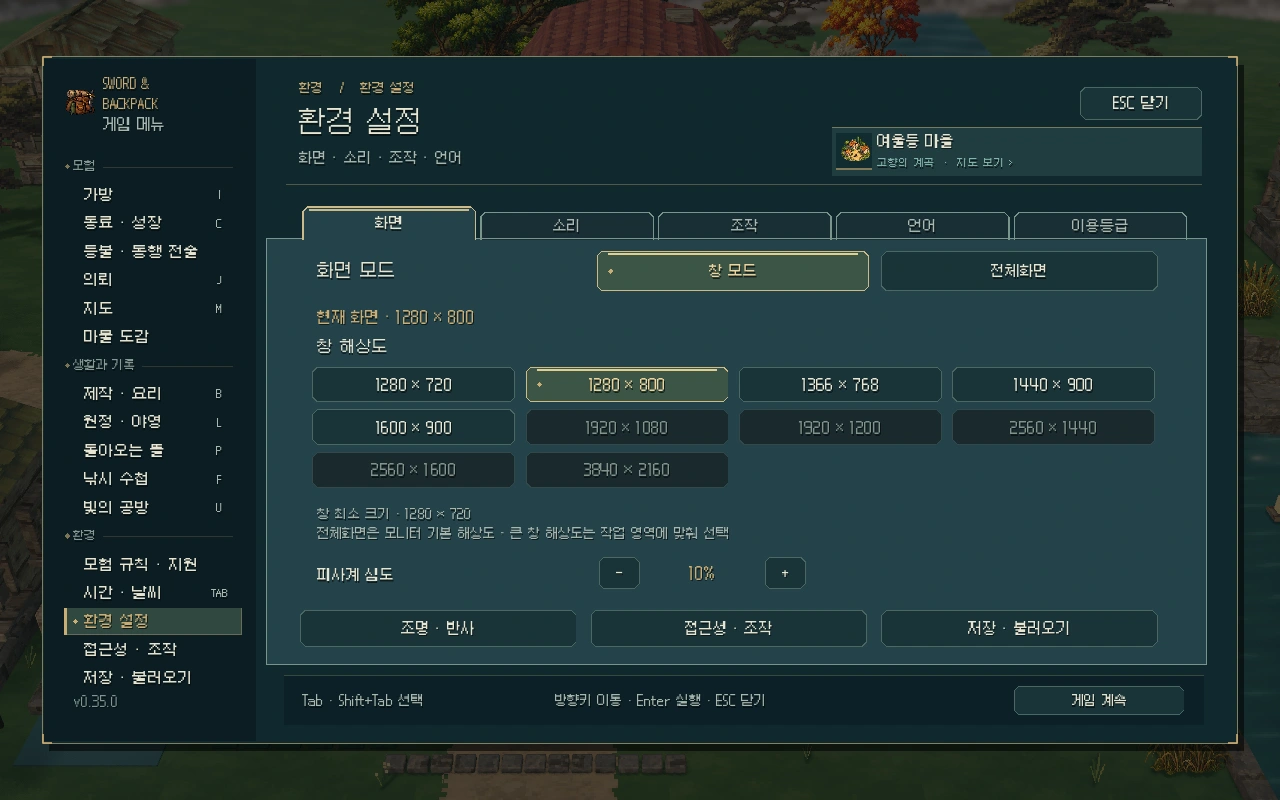 SWORD &
BACKPACK
게임 메뉴
모험
가방 I
동료 · 성장 C
등불 · 동행 전술
의뢰 J
지도 M
마물 도감
생활과 기록
제작 · 요리 B
원정 · 야영 L
돌아오는 뜰 P
낚시 수첩 F
빛의 공방 U
환경
모험 규칙 · 지원
시간 · 날씨 TAB
환경 설정
접근성 · 조작
저장 · 불러오기
v0.35.0
환경 / 환경 설정
환경 설정
화면 · 소리 · 조작 · 언어
ESC 닫기
여울등 마을
고향의 계곡 · 지도 보기 ›
화면 소리 조작 언어 이용등급
화면 모드 창 모드 전체화면
현재 화면 · 1280 × 800
창 해상도
1280 × 720 1280 × 800 1366 × 768 1440 × 900
1600 × 900 1920 × 1080 1920 × 1200 2560 × 1440
2560 × 1600 3840 × 2160
창 최소 크기 · 1280 × 720
전체화면은 모니터 기본 해상도 · 큰 창 해상도는 작업 영역에 맞춰 선택
피사계 심도 - 10% +
조명 · 반사 접근성 · 조작 저장 · 불러오기
Tab · Shift+Tab 선택 방향키 이동 · Enter 실행 · ESC 닫기 게임 계속